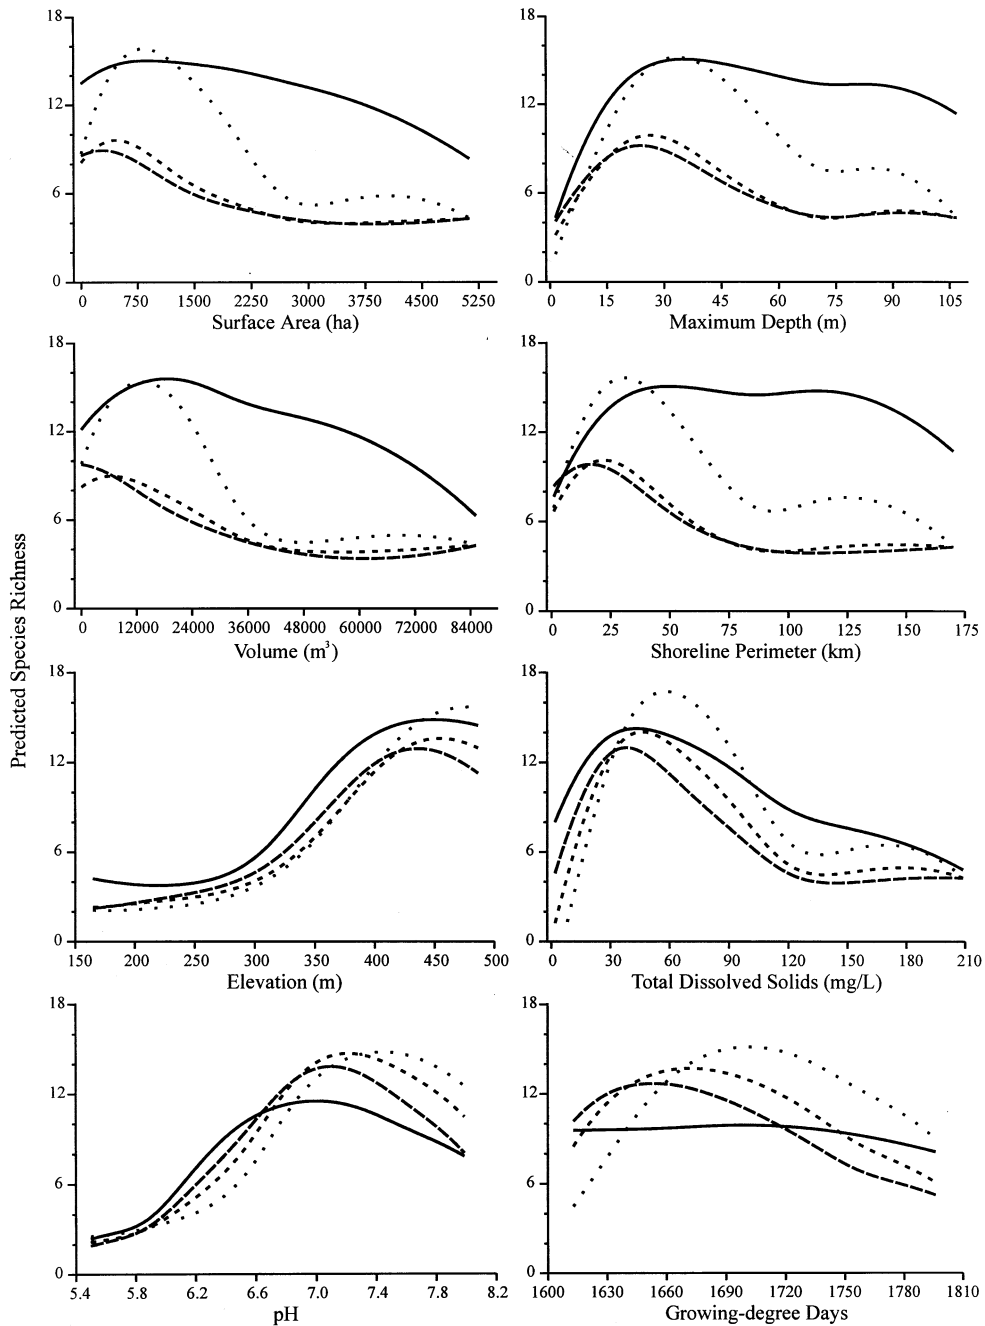 Predicted Species Richness
18
12
6
0
0 750 1500 2250 3000 3750 4500 5250
Surface Area (ha)
18
12
6
0
0 15 30 45 60 75 90 105
Maximum Depth (m)
18
12
6
0
0 12000 24000 36000 48000 60000 72000 84000
Volume (m³)
18
12
6
0
0 25 50 75 100 125 150 175
Shoreline Perimeter (km)
18
12
6
0
150 200 250 300 350 400 450 500
Elevation (m)
18
12
6
0
0 30 60 90 120 150 180 210
Total Dissolved Solids (mg/L)
18
12
6
0
5.4 5.8 6.2 6.6 7.0 7.4 7.8 8.2
pH
18
12
6
0
1600 1630 1660 1690 1720 1750 1780 1810
Growing-degree Days